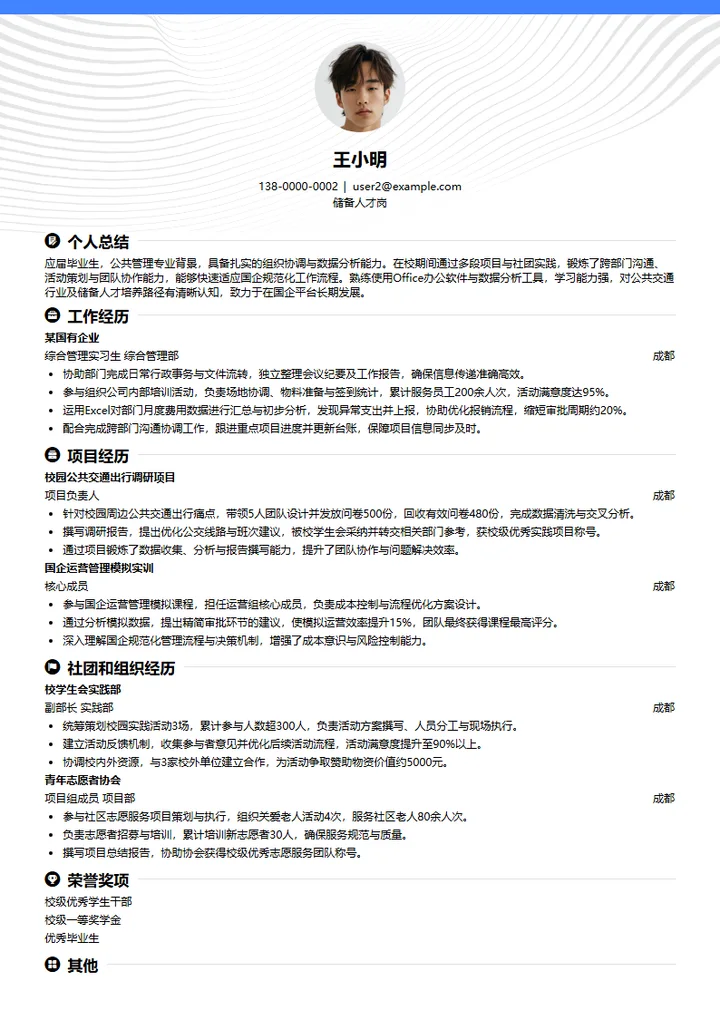 王小明
138-0000-0002 | user2@example.com
储备人才岗
个人总结
应届毕业生，公共管理专业背景，具备扎实的组织协调与数据分析能力。在校期间通过多段项目与社团实践，锻炼了跨部门沟通、
活动策划与团队协作能力，能够快速适应国企规范化工作流程。熟练使用Office办公软件与数据分析工具，学习能力强，对公共交通
行业及储备人才培养路径有清晰认知，致力于在国企平台长期发展。
工作经历
某国有企业
综合管理实习生 综合管理部 成都
• 协助部门完成日常行政事务与文件流转，独立整理会议纪要及工作报告，确保信息传递准确高效。
• 参与组织公司内部培训活动，负责场地协调、物料准备与签到统计，累计服务员工200余人次，活动满意度达95%。
• 运用Excel对部门月度费用数据进行汇总与初步分析，发现异常支出并上报，协助优化报销流程，缩短审批周期约20%。
• 配合完成跨部门沟通协调工作，跟进重点项目进度并更新台账，保障项目信息同步及时。
项目经历
校园公共交通出行调研项目
项目负责人 成都
• 针对校园周边公共交通出行痛点，带领5人团队设计并发放问卷500份，回收有效问卷480份，完成数据清洗与交叉分析。
• 撰写调研报告，提出优化公交线路与班次建议，被校学生会采纳并转交相关部门参考，获校级优秀实践项目称号。
• 通过项目锻炼了数据收集、分析与报告撰写能力，提升了团队协作与问题解决效率。
国企运营管理模拟实训
核心成员 成都
• 参与国企运营管理模拟课程，担任运营组核心成员，负责成本控制与流程优化方案设计。
• 通过分析模拟数据，提出精简审批环节的建议，使模拟运营效率提升15%，团队最终获得课程最高评分。
• 深入理解国企规范化管理流程与决策机制，增强了成本意识与风险控制能力。
社团和组织经历
校学生会实践部
副部长 实践部 成都
• 统筹策划校园实践活动3场，累计参与人数超300人，负责活动方案撰写、人员分工与现场执行。
• 建立活动反馈机制，收集参与者意见并优化后续活动流程，活动满意度提升至90%以上。
• 协调校内外资源，与3家校外单位建立合作，为活动争取赞助物资价值约5000元。
青年志愿者协会
项目组成员 项目部 成都
• 参与社区志愿服务项目策划与执行，组织关爱老人活动4次，服务社区老人80余人次。
• 负责志愿者招募与培训，累计培训新志愿者30人，确保服务规范与质量。
• 撰写项目总结报告，协助协会获得校级优秀志愿服务团队称号。
荣誉奖项
校级优秀学生干部
校级一等奖学金
优秀毕业生
其他